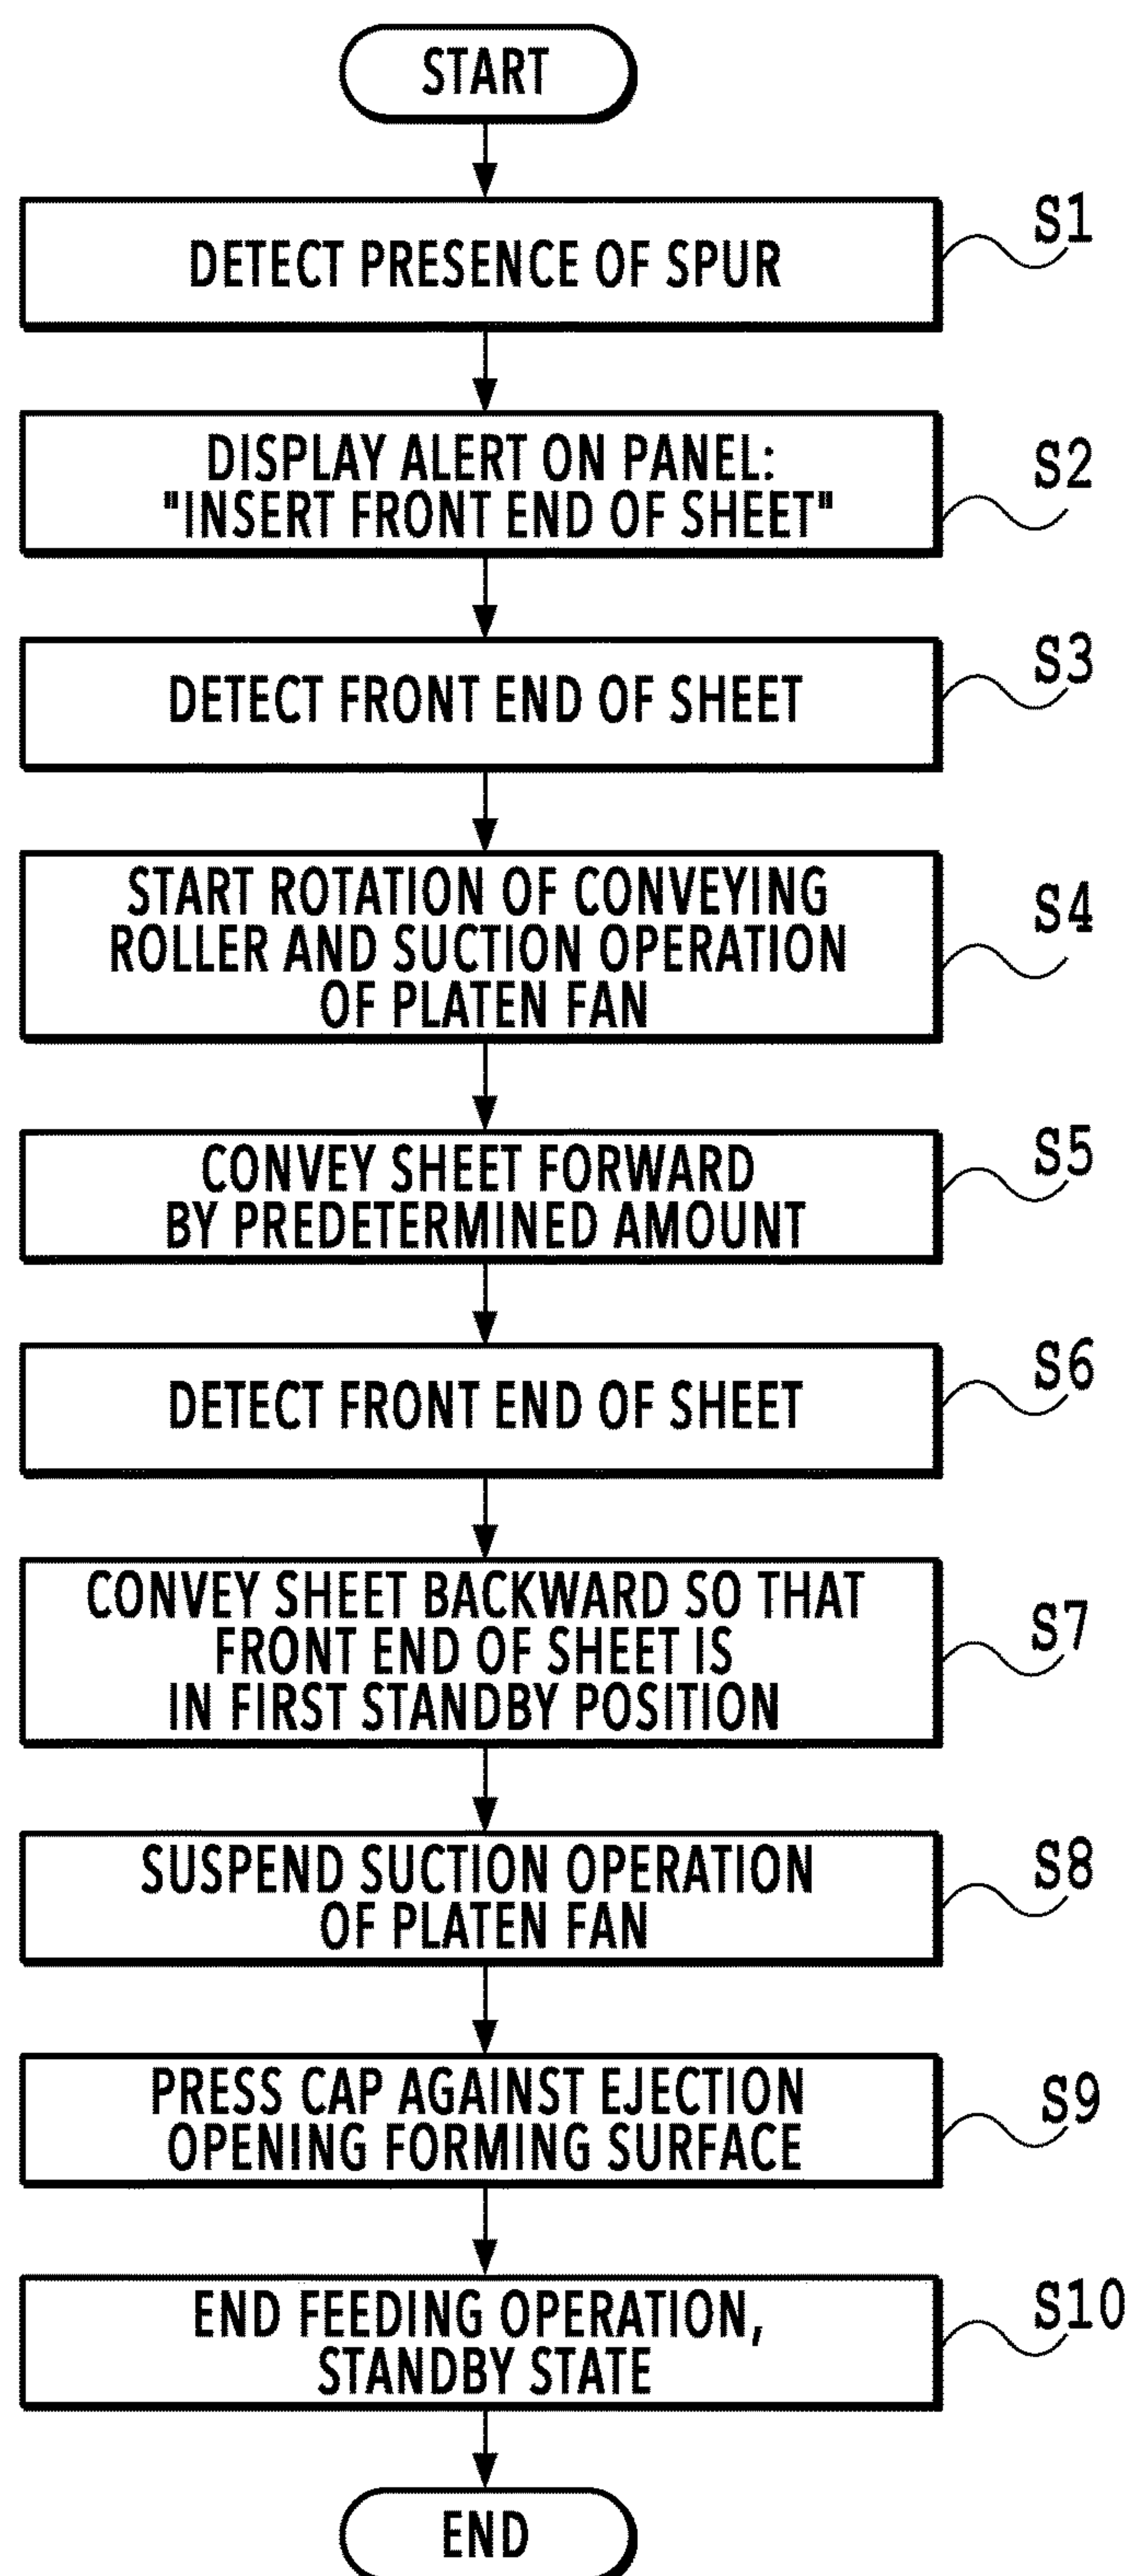 START
DETECT PRESENCE OF SPUR
S1
DISPLAY ALERT ON PANEL:
"INSERT FRONT END OF SHEET"
S2
DETECT FRONT END OF SHEET
S3
START ROTATION OF CONVEYING
ROLLER AND SUCTION OPERATION
OF PLATEN FAN
S4
CONVEY SHEET FORWARD
BY PREDETERMINED AMOUNT
S5
DETECT FRONT END OF SHEET
S6
CONVEY SHEET BACKWARD SO THAT
FRONT END OF SHEET IS
IN FIRST STANDBY POSITION
S7
SUSPEND SUCTION OPERATION
OF PLATEN FAN
S8
PRESS CAP AGAINST EJECTION
OPENING FORMING SURFACE
S9
END FEEDING OPERATION,
STANDBY STATE
S10
END